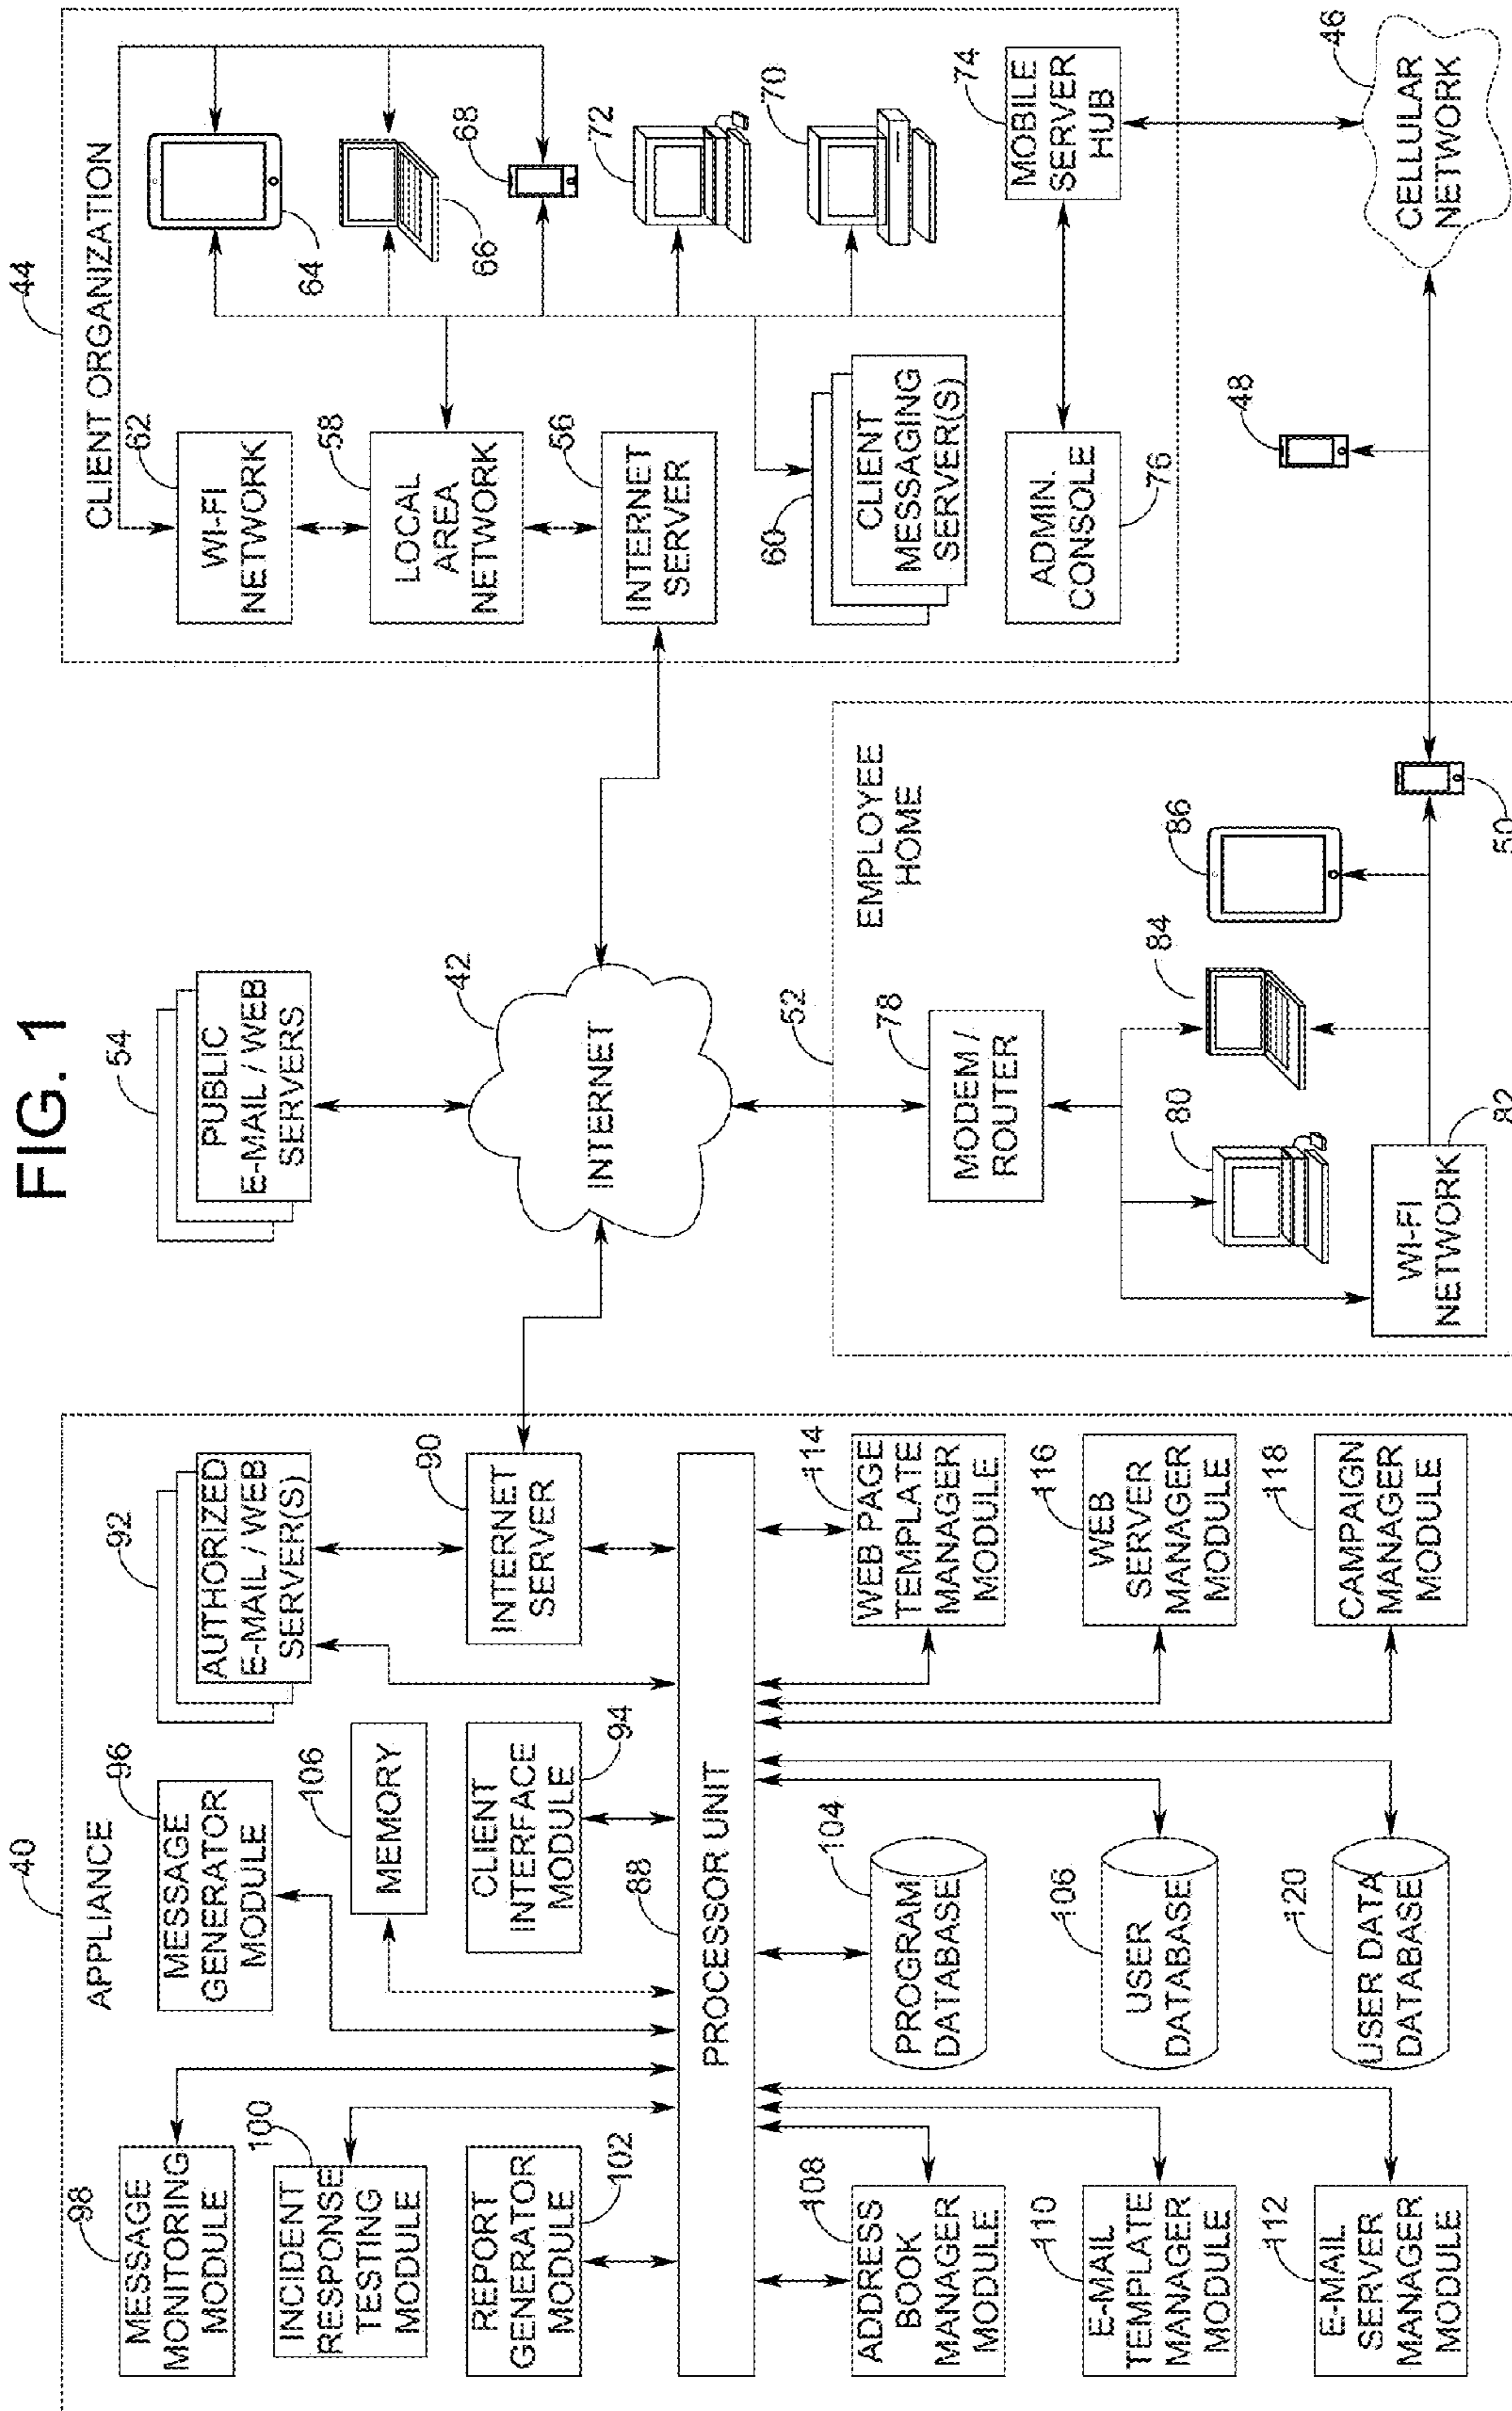 FIG. 1
40
APPLIANCE
98
MESSAGE
MONITORING
MODULE
100
INCIDENT
RESPONSE
TESTING
MODULE
REPORT
GENERATOR
MODULE
102
96
MESSAGE
GENERATOR
MODULE
106
MEMORY
CLIENT
INTERFACE
MODULE
94
92
AUTHORIZED
E-MAIL / WEB
SERVER(S)
90
INTERNET
SERVER
88
PROCESSOR UNIT
108
ADDRESS
BOOK
MANAGER
MODULE
110
E-MAIL
TEMPLATE
MANAGER
MODULE
112
E-MAIL
SERVER
MANAGER
MODULE
104
PROGRAM
DATABASE
106
USER
DATABASE
120
USER DATA
DATABASE
114
WEB PAGE
TEMPLATE
MANAGER
MODULE
116
WEB
SERVER
MANAGER
MODULE
118
CAMPAIGN
MANAGER
MODULE
54
PUBLIC
E-MAIL / WEB
SERVERS
42
INTERNET
52
EMPLOYEE
HOME
78
MODEM /
ROUTER
80
84
86
WI-FI
NETWORK
82
50
44
CLIENT ORGANIZATION
62
WI-FI
NETWORK
58
LOCAL
AREA
NETWORK
56
INTERNET
SERVER
60
CLIENT
MESSAGING
SERVER(S)
ADMIN.
CONSOLE
76
64
66
68
72
70
74
MOBILE
SERVER
HUB
48
46
CELLULAR
NETWORK